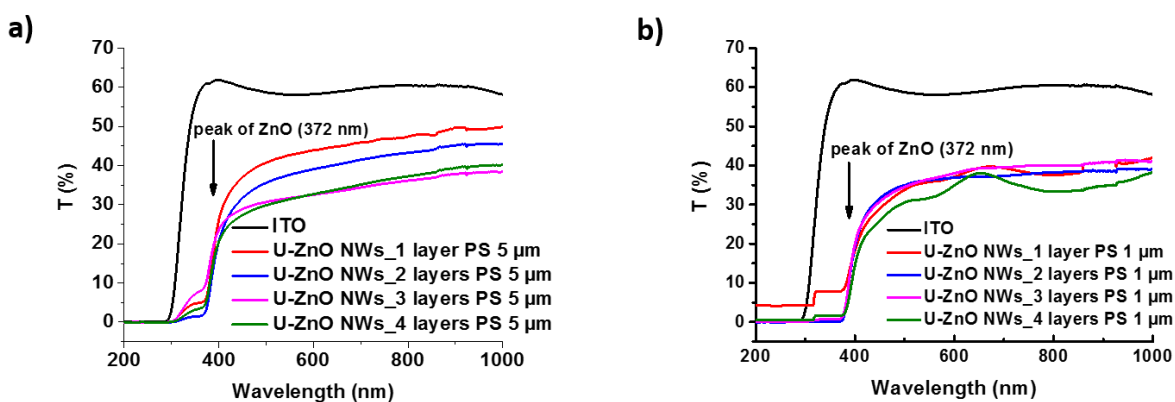 a)
70
60
50
40
30
20
10
0
T (%)
peak of ZnO (372 nm)
ITO
U-ZnO NWs_1 layer PS 5 µm
U-ZnO NWs_2 layers PS 5 µm
U-ZnO NWs_3 layers PS 5 µm
U-ZnO NWs_4 layers PS 5 µm
200 400 600 800 1000
Wavelength (nm)
b)
70
60
50
40
30
20
10
0
T (%)
peak of ZnO (372 nm)
ITO
U-ZnO NWs_1 layer PS 1 µm
U-ZnO NWs_2 layers PS 1 µm
U-ZnO NWs_3 layers PS 1 µm
U-ZnO NWs_4 layers PS 1 µm
200 400 600 800 1000
Wavelength (nm)